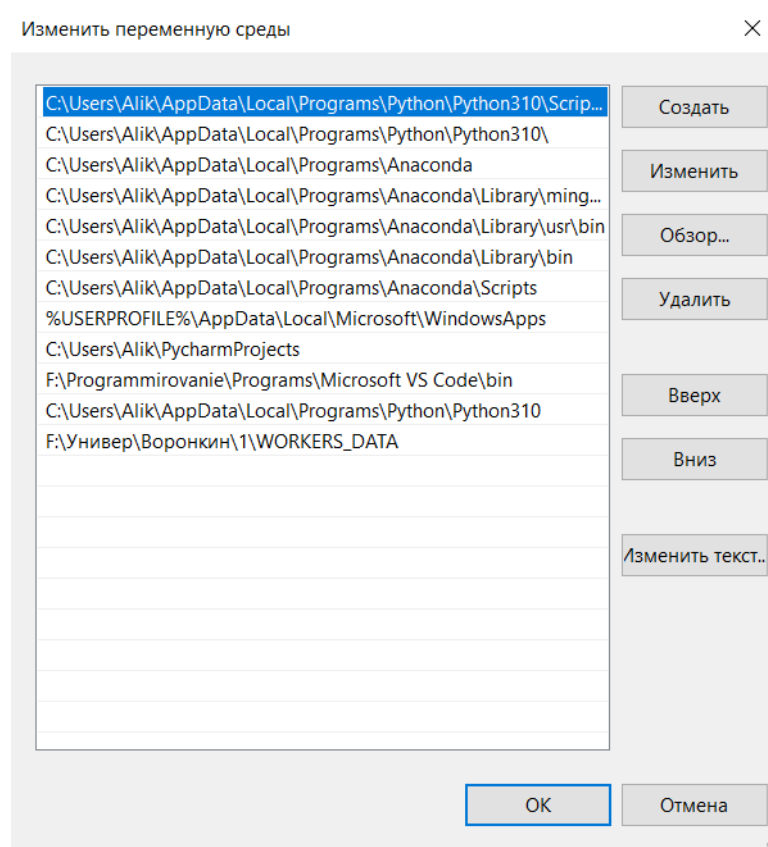 Изменить переменную среды
C:\Users\Alik\AppData\Local\Programs\Python\Python310\Scrip...
C:\Users\Alik\AppData\Local\Programs\Python\Python310\
C:\Users\Alik\AppData\Local\Programs\Anaconda
C:\Users\Alik\AppData\Local\Programs\Anaconda\Library\ming...
C:\Users\Alik\AppData\Local\Programs\Anaconda\Library\usr\bin
C:\Users\Alik\AppData\Local\Programs\Anaconda\Library\bin
C:\Users\Alik\AppData\Local\Programs\Anaconda\Scripts
%USERPROFILE%\AppData\Local\Microsoft\WindowsApps
C:\Users\Alik\PycharmProjects
F:\Programmirovanie\Programs\Microsoft VS Code\bin
C:\Users\Alik\AppData\Local\Programs\Python\Python310
F:\Универ\Воронкин\1\WORKERS_DATA
Создать
Изменить
Обзор...
Удалить
Вверх
Вниз
Изменить текст..
ОК
Отмена